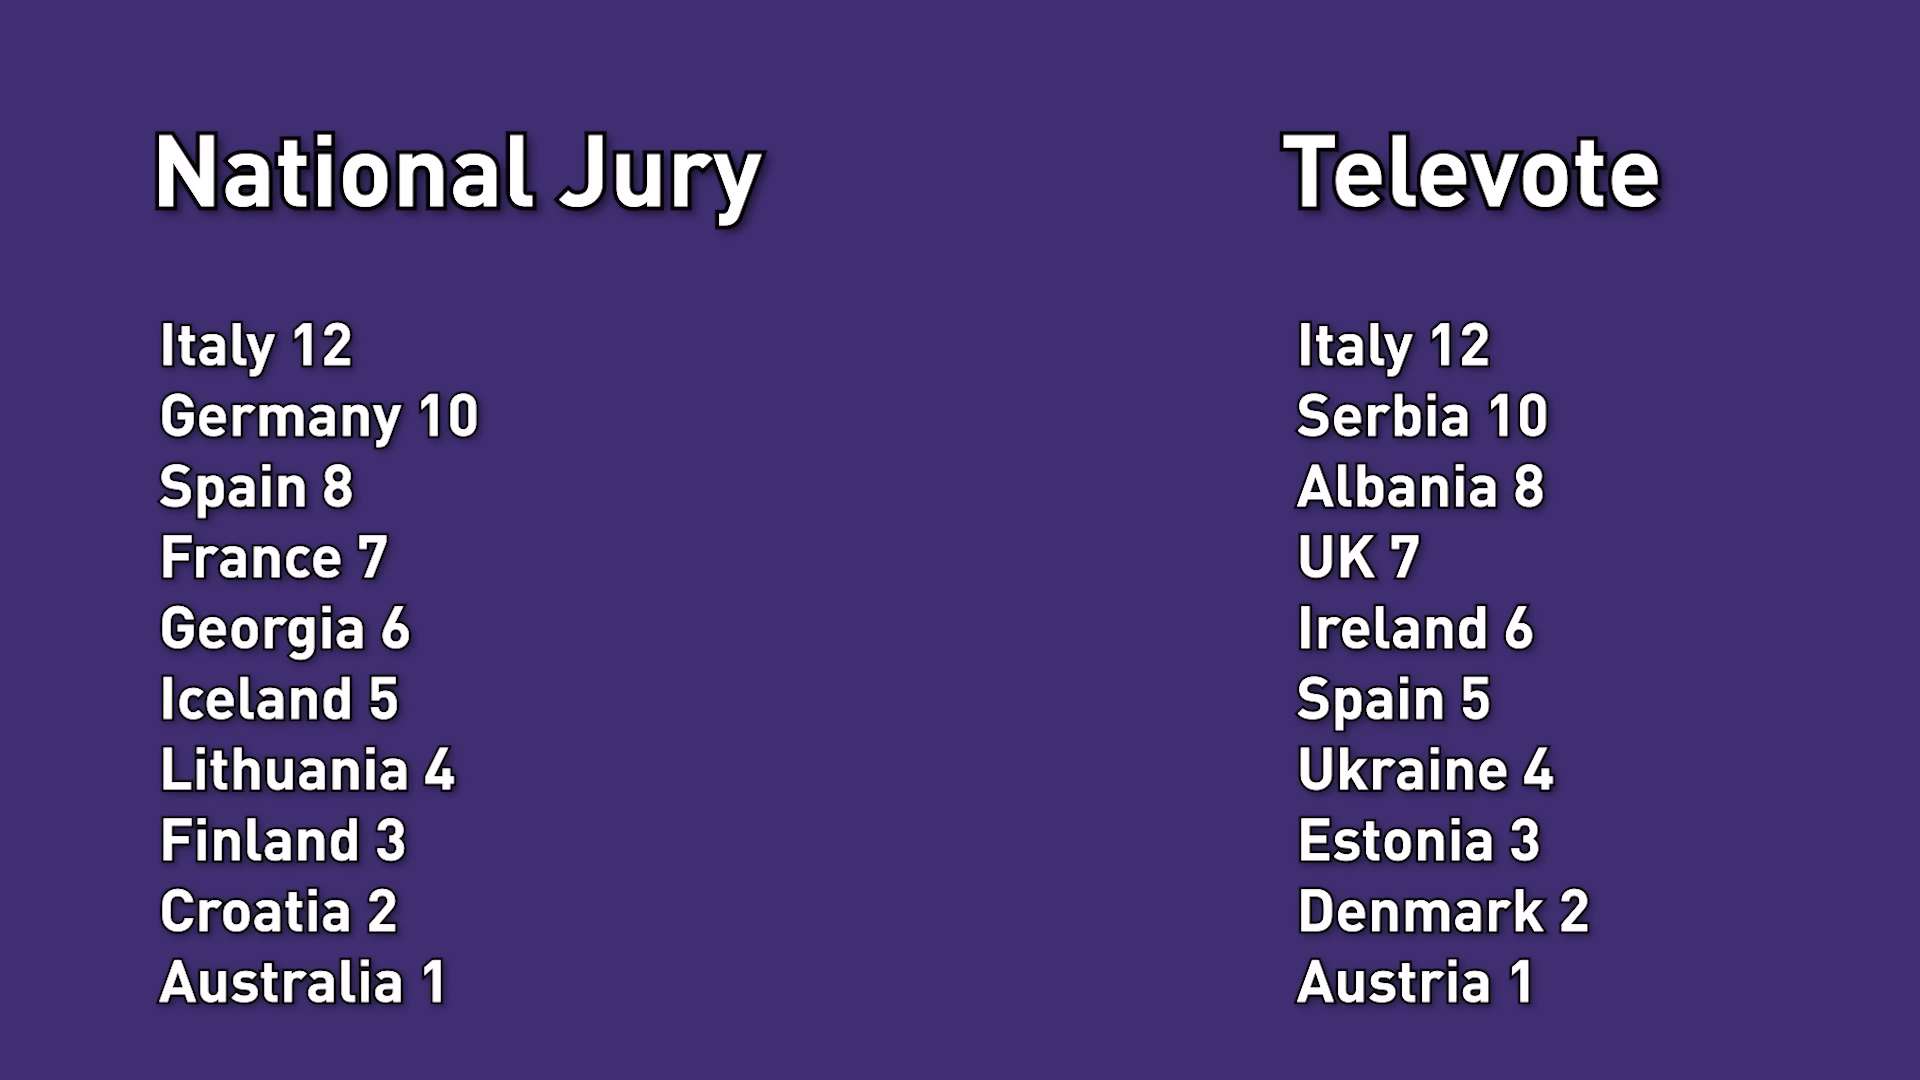 National Jury
Italy 12
Germany 10
Spain 8
France 7
Georgia 6
Iceland 5
Lithuania 4
Finland 3
Croatia 2
Australia 1
Televote
Italy 12
Serbia 10
Albania 8
UK 7
Ireland 6
Spain 5
Ukraine 4
Estonia 3
Denmark 2
Austria 1